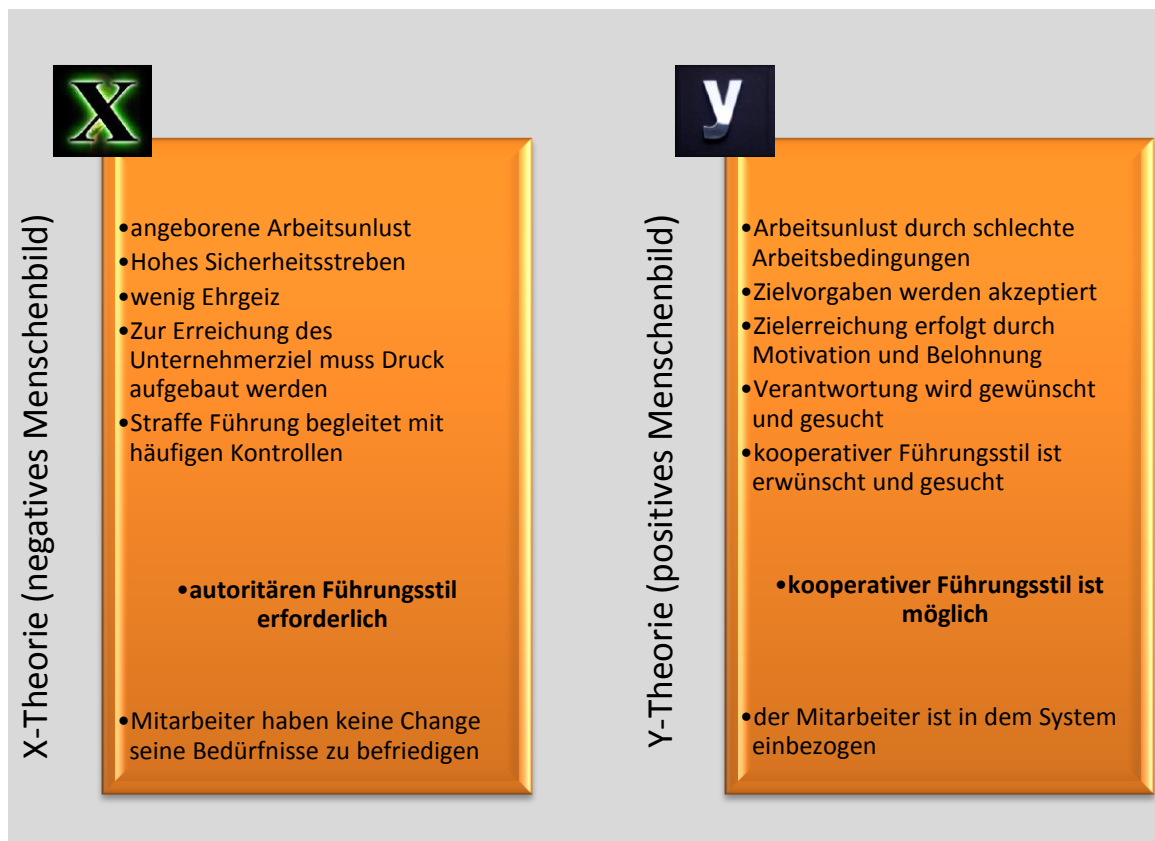 X
X-Theorie (negatives Menschenbild)
•angeborene Arbeitsunlust
•Hohes Sicherheitsstreben
•wenig Ehrgeiz
•Zur Erreichung des
Unternehmerziel muss Druck
aufgebaut werden
•Straffe Führung begleitet mit
häufigen Kontrollen
•autoritären Führungsstil
erforderlich
•Mitarbeiter haben keine Change
seine Bedürfnisse zu befriedigen
y
Y-Theorie (positives Menschenbild)
•Arbeitsunlust durch schlechte
Arbeitsbedingungen
•Zielvorgaben werden akzeptiert
•Zielerreichung erfolgt durch
Motivation und Belohnung
•Verantwortung wird gewünscht
und gesucht
•kooperativer Führungsstil ist
erwünscht und gesucht
•kooperativer Führungsstil ist
möglich
•der Mitarbeiter ist in dem System
einbezogen